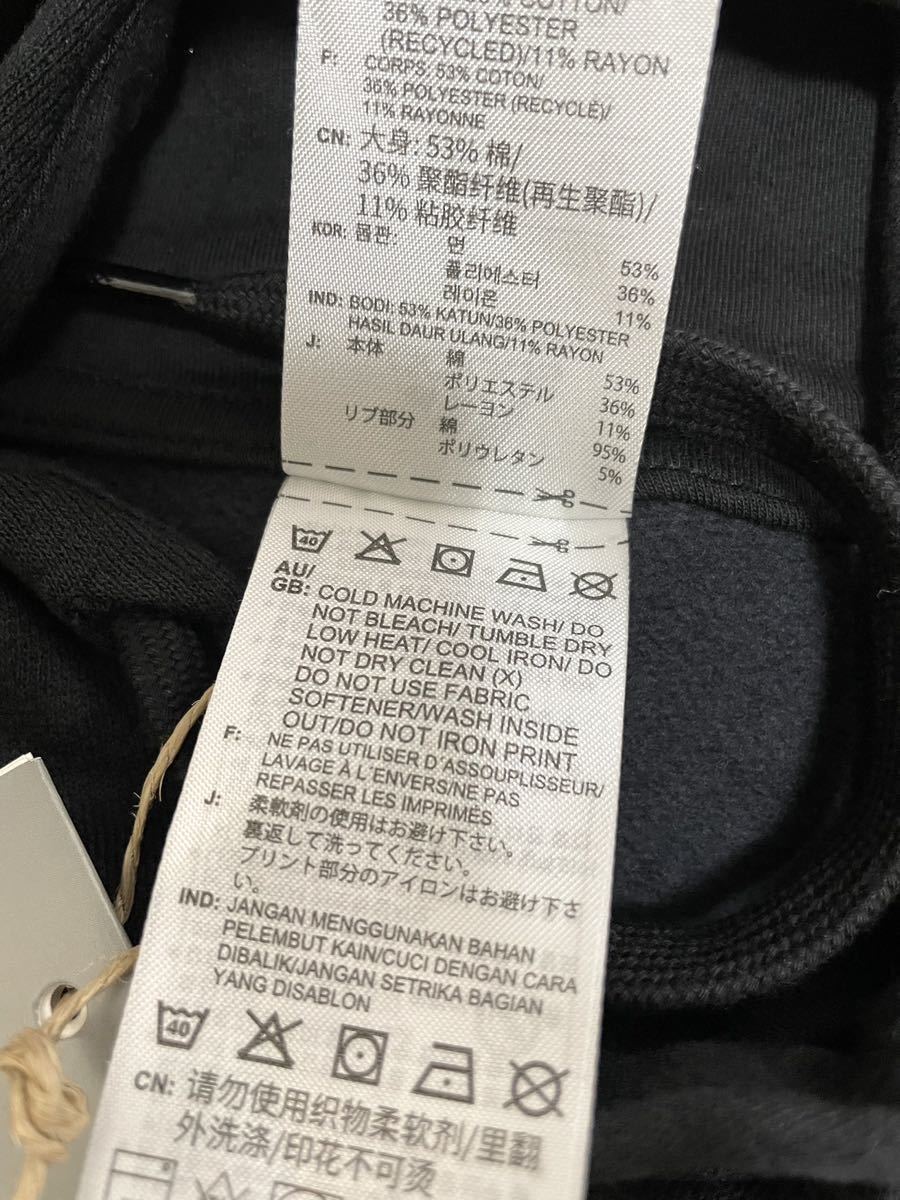 COTTON/
36% POLYESTER
(RECYCLED)/11% RAYON
F: CORPS: 53% COTON/
36% POLYESTER (RECYCLÉ)/
11% RAYONNE
CN: 大身: 53% 棉/
36% 聚酯纤维(再生聚酯)/
11% 粘胶纤维
KOR: 몸판: 면 53%
폴리에스터 36%
레이온 11%
IND: BODI: 53% KATUN/36% POLYESTER
HASIL DAUR ULANG/11% RAYON
J: 本体 綿 53%
ポリエステル 36%
レーヨン 11%
リブ部分 綿 95%
ポリウレタン 5%
40
AU/
GB: COLD MACHINE WASH/ DO
NOT BLEACH/ TUMBLE DRY
LOW HEAT/ COOL IRON/ DO
NOT DRY CLEAN (X)
DO NOT USE FABRIC
SOFTENER/WASH INSIDE
OUT/DO NOT IRON PRINT
F: NE PAS UTILISER D'ASSOUPLISSEUR/
LAVAGE À L'ENVERS/NE PAS
REPASSER LES IMPRIMÉS
J: 柔軟剤の使用はお避け下さい。
裏返して洗ってください。
プリント部分のアイロンはお避け下さ
い。
IND: JANGAN MENGGUNAKAN BAHAN
PELEMBUT KAIN/CUCI DENGAN CARA
DIBALIK/JANGAN SETRIKA BAGIAN
YANG DISABLON
40
CN: 请勿使用织物柔软剂/里翻
外洗涤/印花不可烫